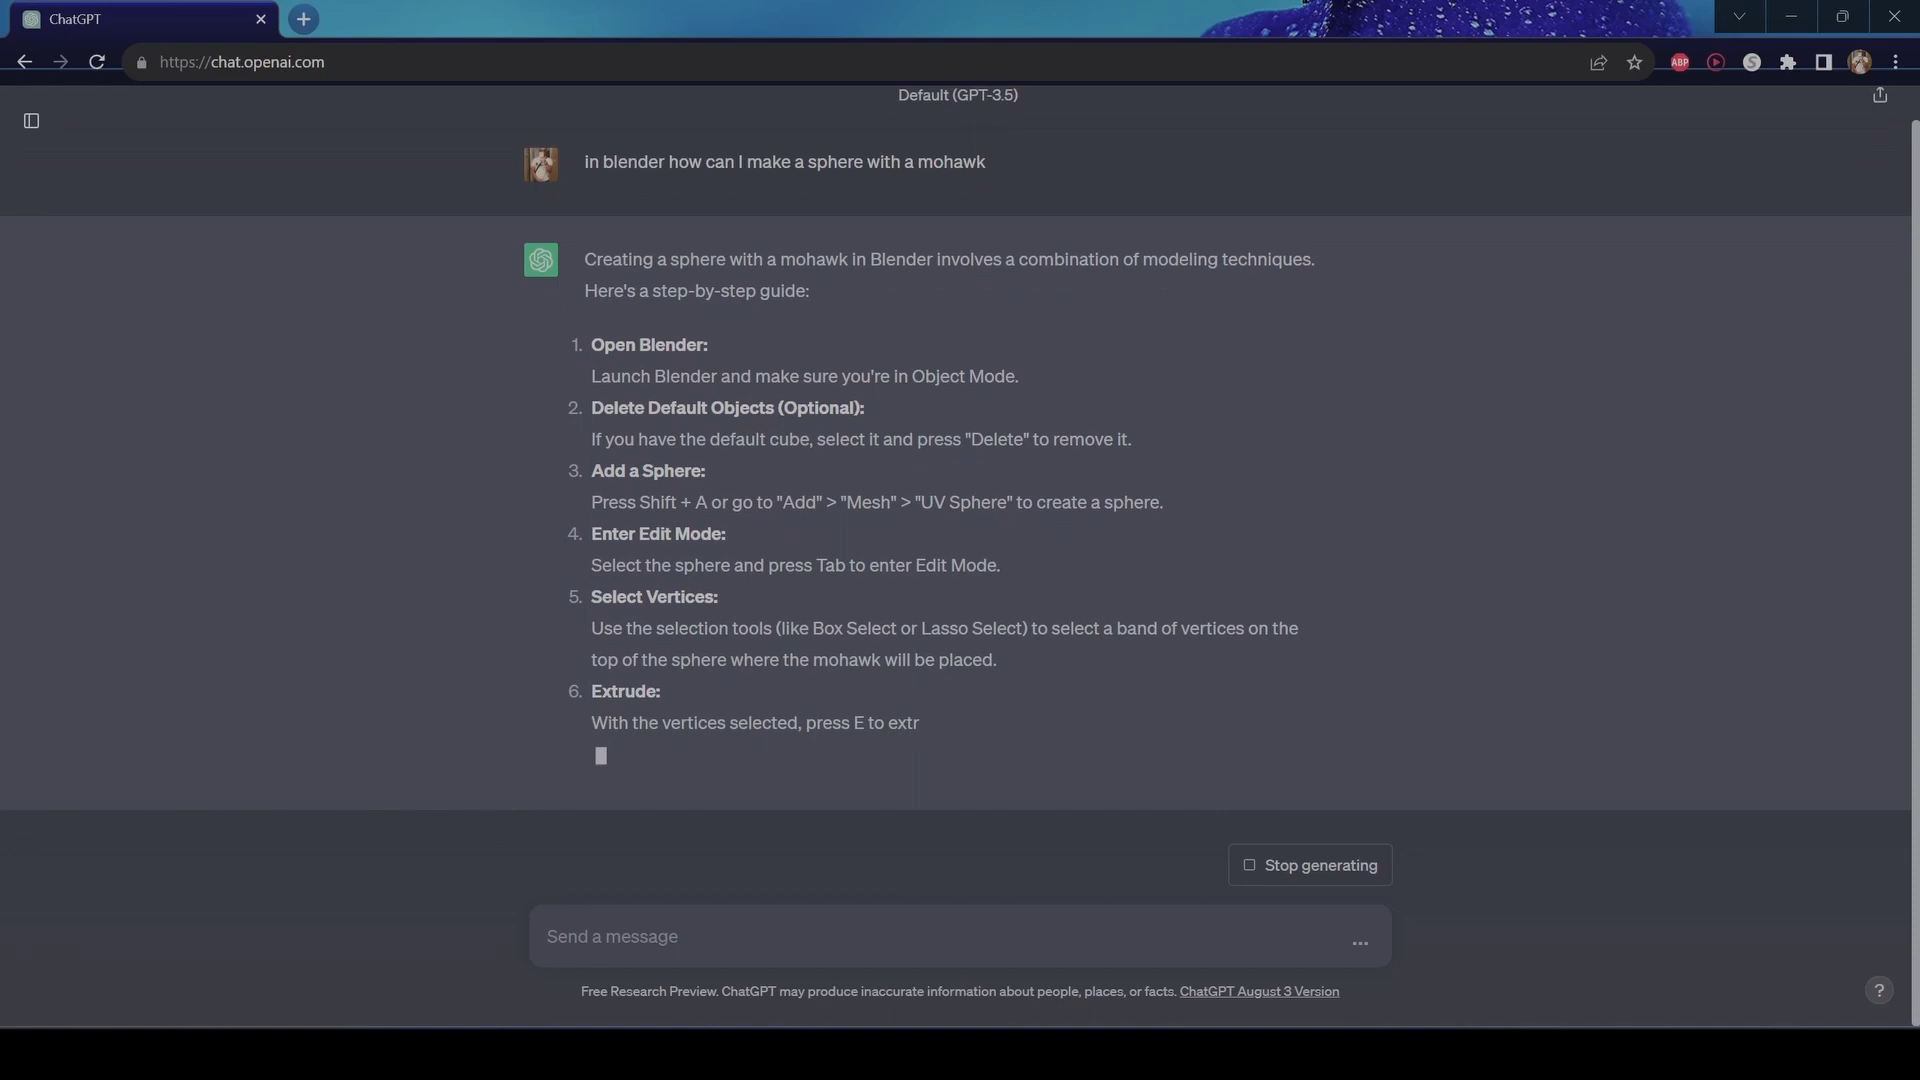 ChatGPT
https://chat.openai.com
ABP
S
Default (GPT-3.5)
in blender how can I make a sphere with a mohawk
Creating a sphere with a mohawk in Blender involves a combination of modeling techniques.
Here's a step-by-step guide:
1. Open Blender:
Launch Blender and make sure you're in Object Mode.
2. Delete Default Objects (Optional):
If you have the default cube, select it and press "Delete" to remove it.
3. Add a Sphere:
Press Shift + A or go to "Add" > "Mesh" > "UV Sphere" to create a sphere.
4. Enter Edit Mode:
Select the sphere and press Tab to enter Edit Mode.
5. Select Vertices:
Use the selection tools (like Box Select or Lasso Select) to select a band of vertices on the
top of the sphere where the mohawk will be placed.
6. Extrude:
With the vertices selected, press E to extr
Stop generating
Send a message
...
Free Research Preview. ChatGPT may produce inaccurate information about people, places, or facts. ChatGPT August 3 Version
?